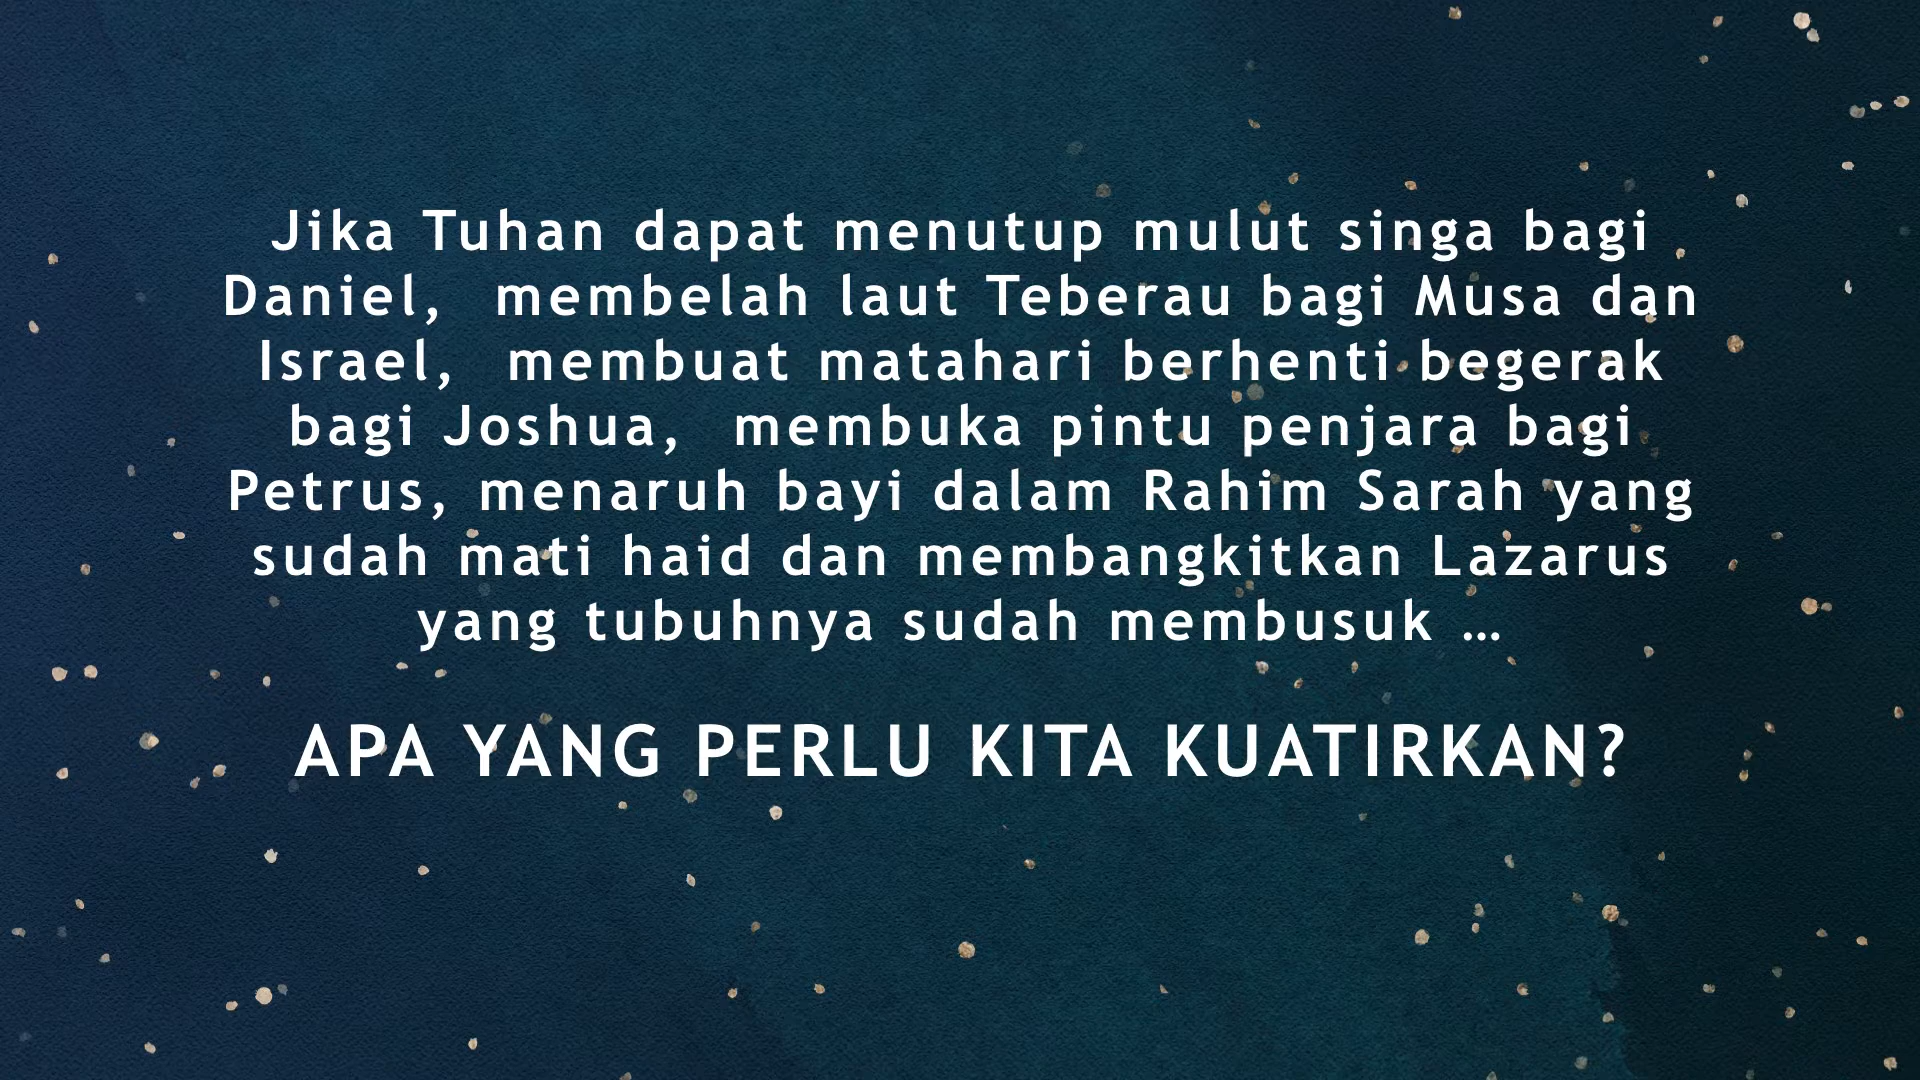 Jika Tuhan dapat menutup mulut singa bagi
Daniel,  membelah laut Teberau bagi Musa dan
Israel,  membuat matahari berhenti begerak
bagi Joshua,  membuka pintu penjara bagi
Petrus, menaruh bayi dalam Rahim Sarah yang
sudah mati haid dan membangkitkan Lazarus
yang tubuhnya sudah membusuk …
APA YANG PERLU KITA KUATIRKAN?